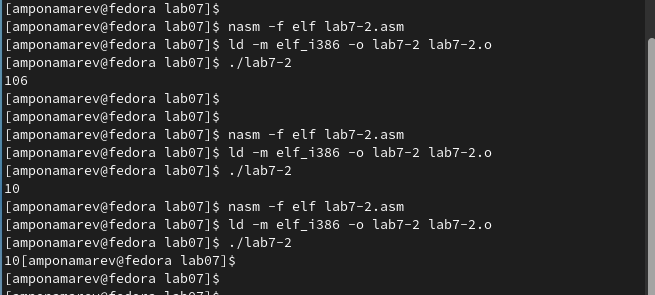 [amponamarev@fedora lab07]$
[amponamarev@fedora lab07]$ nasm -f elf lab7-2.asm
[amponamarev@fedora lab07]$ ld -m elf_i386 -o lab7-2 lab7-2.o
[amponamarev@fedora lab07]$ ./lab7-2
106
[amponamarev@fedora lab07]$
[amponamarev@fedora lab07]$
[amponamarev@fedora lab07]$ nasm -f elf lab7-2.asm
[amponamarev@fedora lab07]$ ld -m elf_i386 -o lab7-2 lab7-2.o
[amponamarev@fedora lab07]$ ./lab7-2
10
[amponamarev@fedora lab07]$ nasm -f elf lab7-2.asm
[amponamarev@fedora lab07]$ ld -m elf_i386 -o lab7-2 lab7-2.o
[amponamarev@fedora lab07]$ ./lab7-2
10[amponamarev@fedora lab07]$
[amponamarev@fedora lab07]$